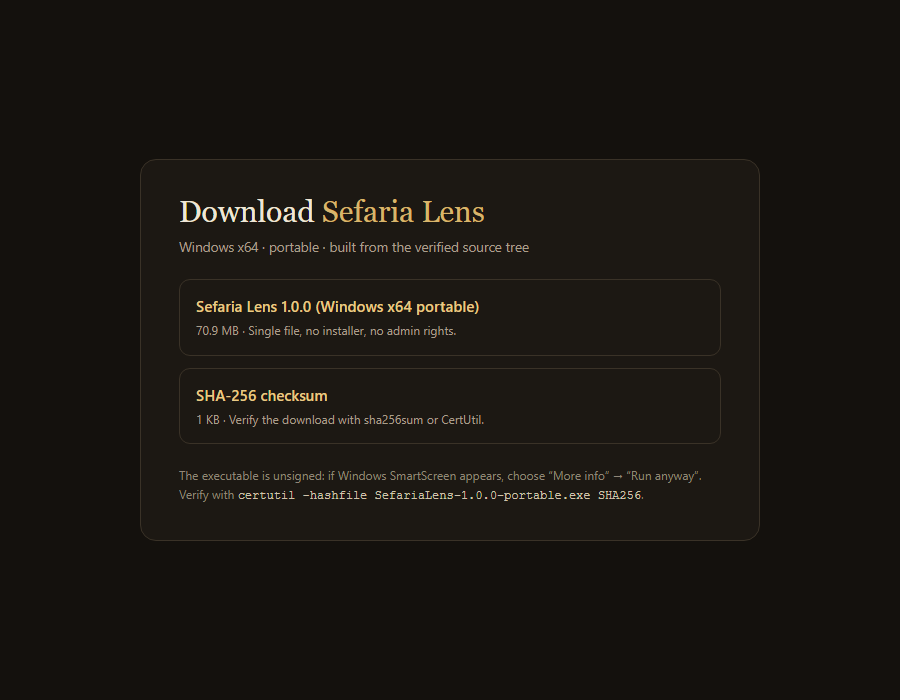 Download Sefaria Lens
Windows x64 · portable · built from the verified source tree
Sefaria Lens 1.0.0 (Windows x64 portable)
70.9 MB · Single file, no installer, no admin rights.
SHA-256 checksum
1 KB · Verify the download with sha256sum or CertUtil.
The executable is unsigned: if Windows SmartScreen appears, choose “More info” → “Run anyway”.
Verify with certutil -hashfile SefariaLens-1.0.0-portable.exe SHA256.